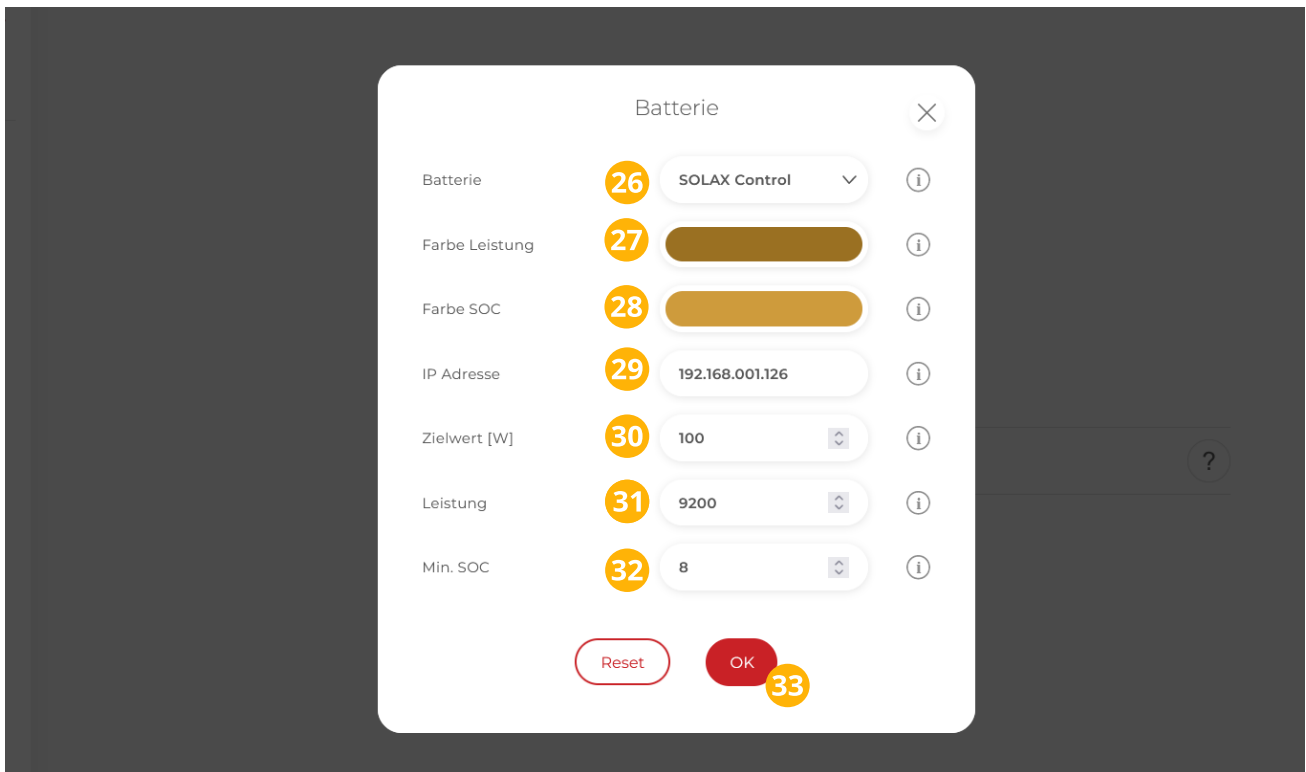 Batterie
Batterie 26 SOLAX Control
Farbe Leistung 27
Farbe SOC 28
IP Adresse 29 192.168.001.126
Zielwert [W] 30 100
?
Leistung 31 9200
Min. SOC 32 8
Reset OK
33